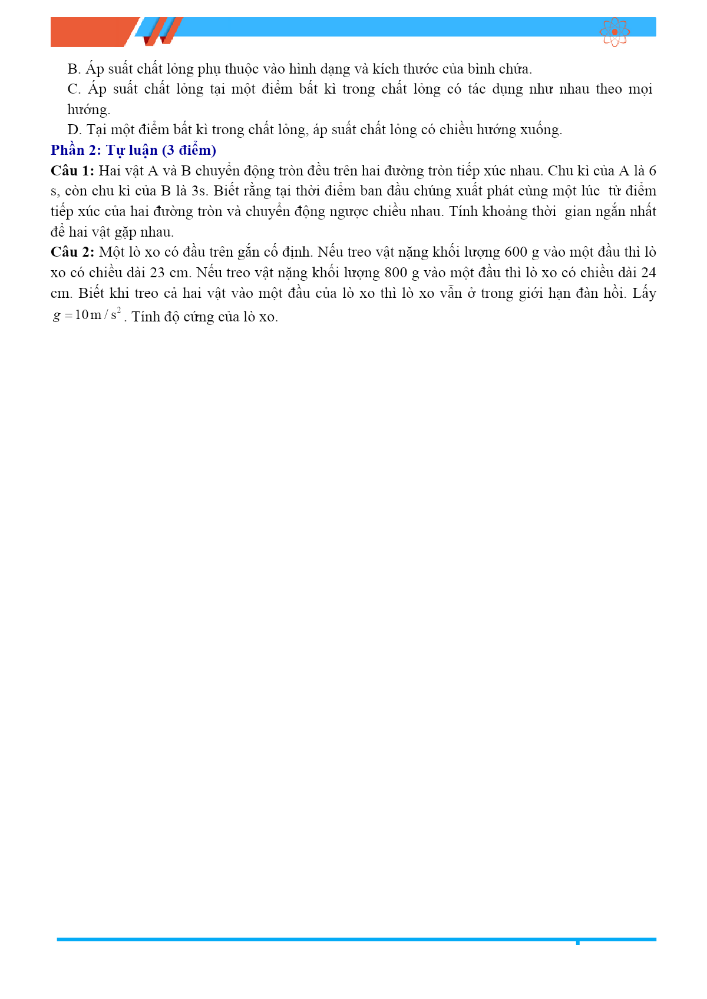 B. Áp suất chất lỏng phụ thuộc vào hình dạng và kích thước của bình chứa.
C. Áp suất chất lỏng tại một điểm bất kì trong chất lỏng có tác dụng như nhau theo mọi
hướng.
D. Tại một điểm bất kì trong chất lỏng, áp suất chất lỏng có chiều hướng xuống.
Phần 2: Tự luận (3 điểm)
Câu 1: Hai vật A và B chuyển động tròn đều trên hai đường tròn tiếp xúc nhau. Chu kì của A là 6
s, còn chu kì của B là 3s. Biết rằng tại thời điểm ban đầu chúng xuất phát cùng một lúc từ điểm
tiếp xúc của hai đường tròn và chuyển động ngược chiều nhau. Tính khoảng thời gian ngắn nhất
để hai vật gặp nhau.
Câu 2: Một lò xo có đầu trên gắn cố định. Nếu treo vật nặng khối lượng 600 g vào một đầu thì lò
xo có chiều dài 23 cm. Nếu treo vật nặng khối lượng 800 g vào một đầu thì lò xo có chiều dài 24
cm. Biết khi treo cả hai vật vào một đầu của lò xo thì lò xo vẫn ở trong giới hạn đàn hồi. Lấy
g = 10 m / s². Tính độ cứng của lò xo.